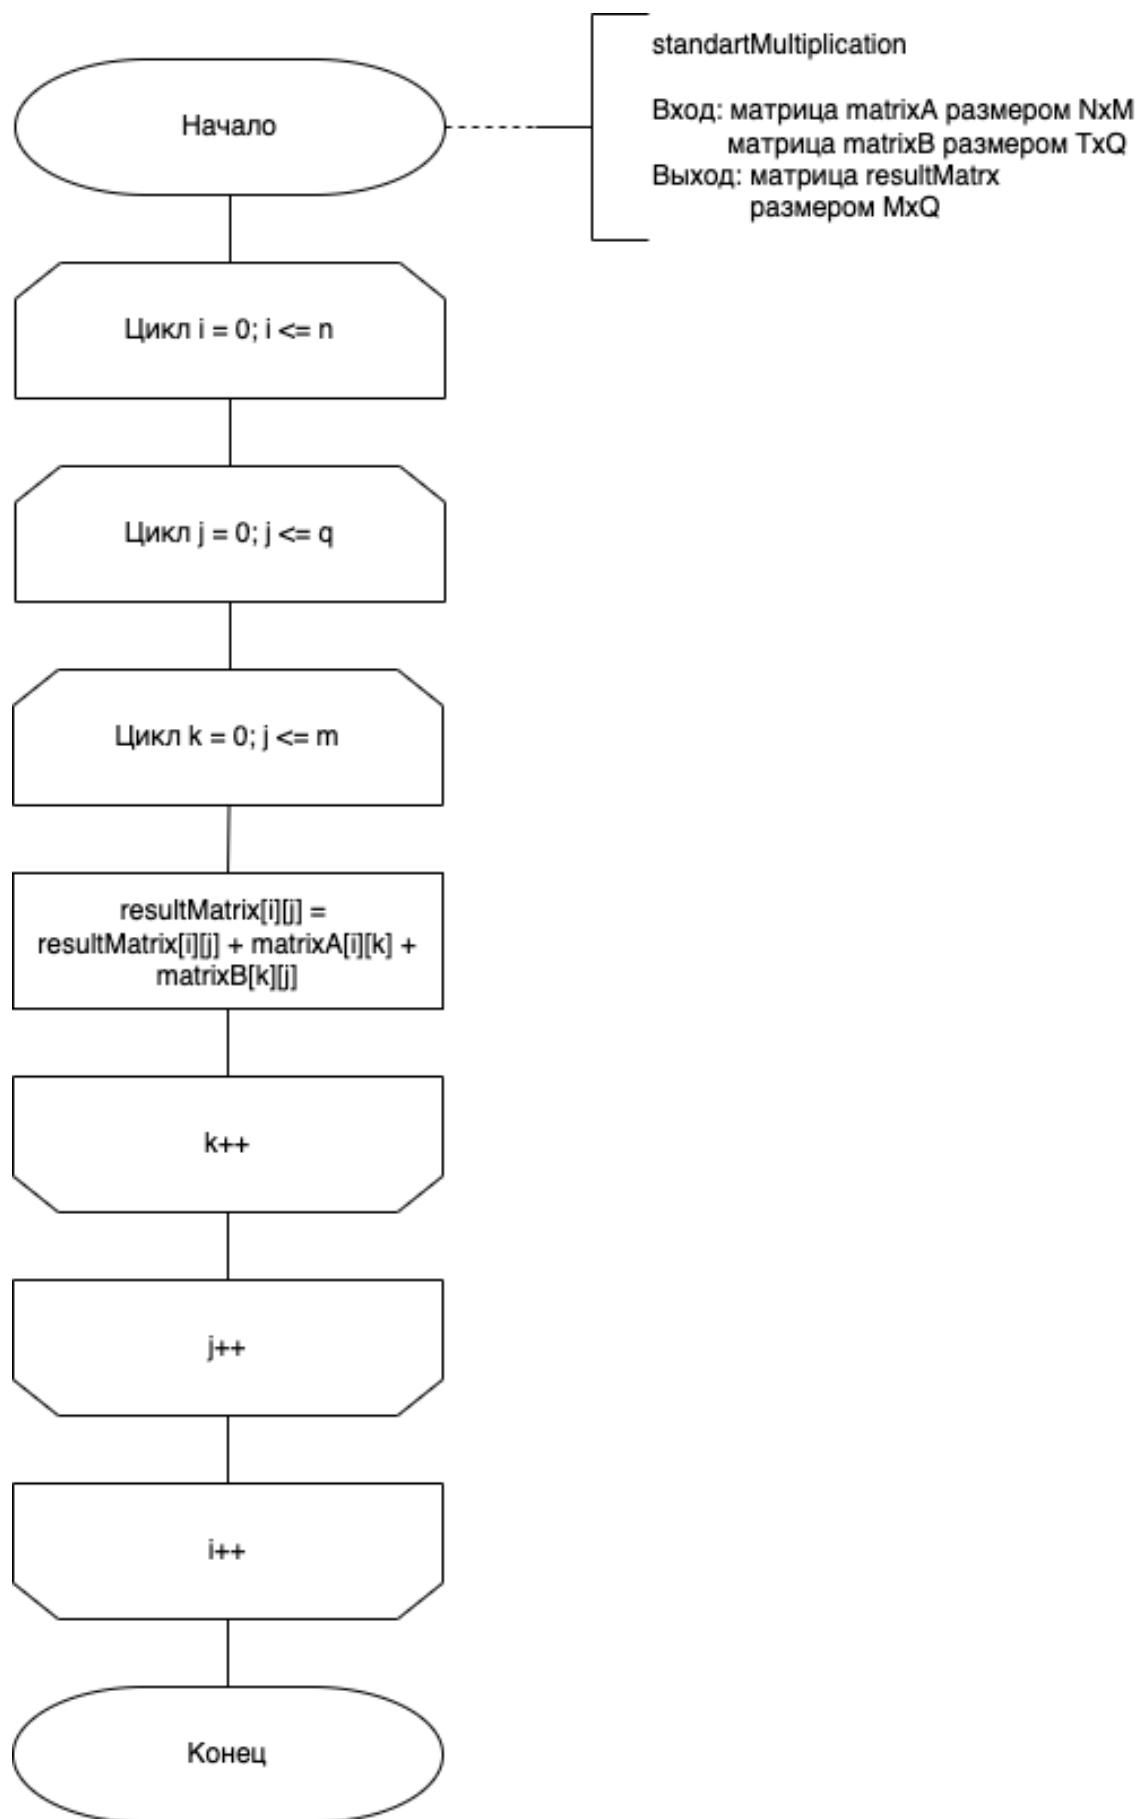 standartMultiplication
Начало
Вход: матрица matrixA размером NxM
матрица matrixB размером TxQ
Выход: матрица resultMatrx
размером MxQ
Цикл i = 0; i <= n
Цикл j = 0; j <= q
Цикл k = 0; j <= m
resultMatrix[i][j] =
resultMatrix[i][j] + matrixA[i][k] +
matrixB[k][j]
k++
j++
i++
Конец